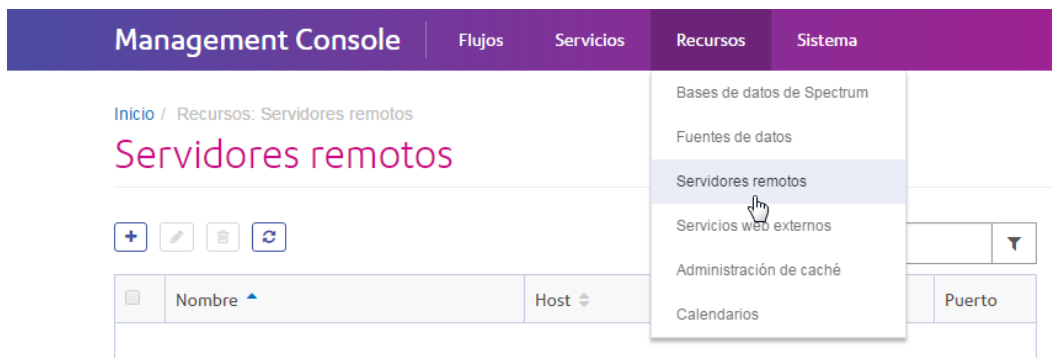 Management Console Flujos Servicios Recursos Sistema
Bases de datos de Spectrum
Inicio / Recursos: Servidores remotos
Fuentes de datos
Servidores remotos
Servidores remotos
Servicios web externos
Administración de caché
Nombre Host Puerto
Calendarios